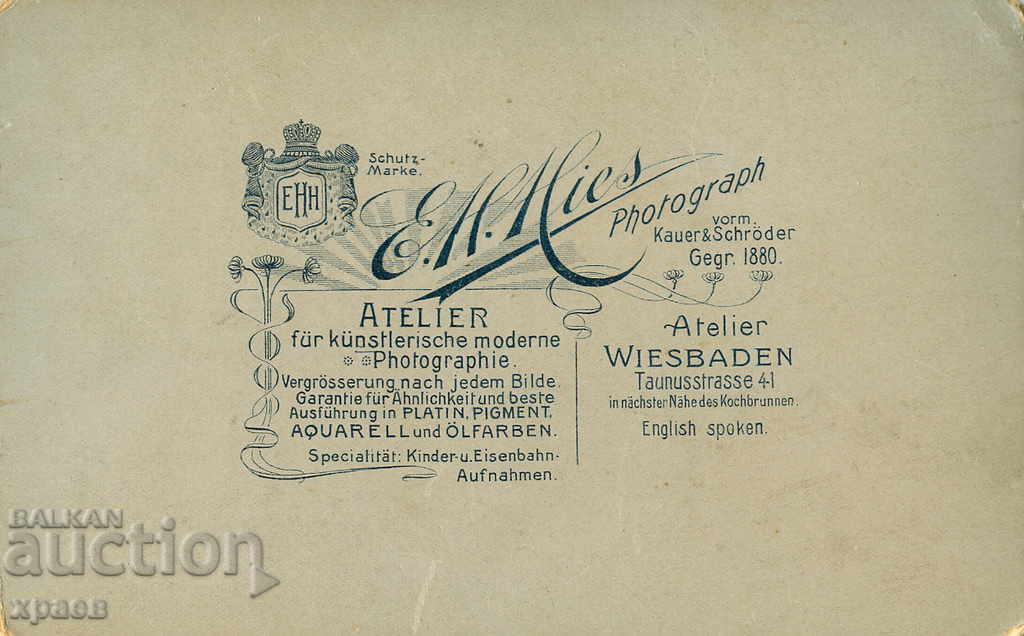 Schutz-
Marke.
EHH
E.H. Mies
Photograph
vorm.
Kauer&Schröder
Gegr. 1880.
ATELIER
für künstlerische moderne
Photographie.
Vergrösserung nach jedem Bilde.
Garantie für Ähnlichkeit und beste
Ausführung in PLATIN, PIGMENT,
AQUARELL und ÖLFARBEN.
Specialität: Kinder-u. Eisenbahn-
Aufnahmen.
Atelier
WIESBADEN
Taunusstrasse 41
in nächster Nähe des Kochbrunnen.
English spoken.
BALKAN
auction
храев